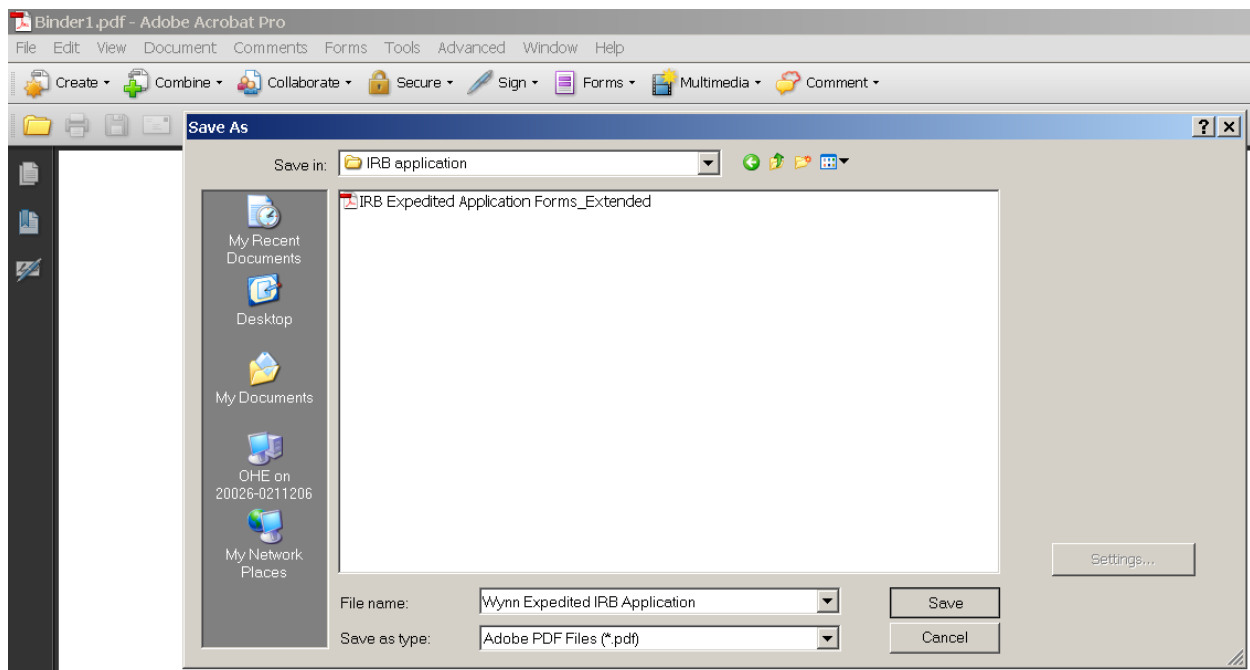 Binder1.pdf - Adobe Acrobat Pro
File Edit View Document Comments Forms Tools Advanced Window Help
Create Combine Collaborate Secure Sign Forms Multimedia Comment
Save As
Save in: IRB application
IRB Expedited Application Forms_Extended
My Recent
Documents
Desktop
My Documents
OHE on
20026-0211206
My Network
Places
Settings...
File name: Wynn Expedited IRB Application Save
Save as type: Adobe PDF Files (*.pdf) Cancel